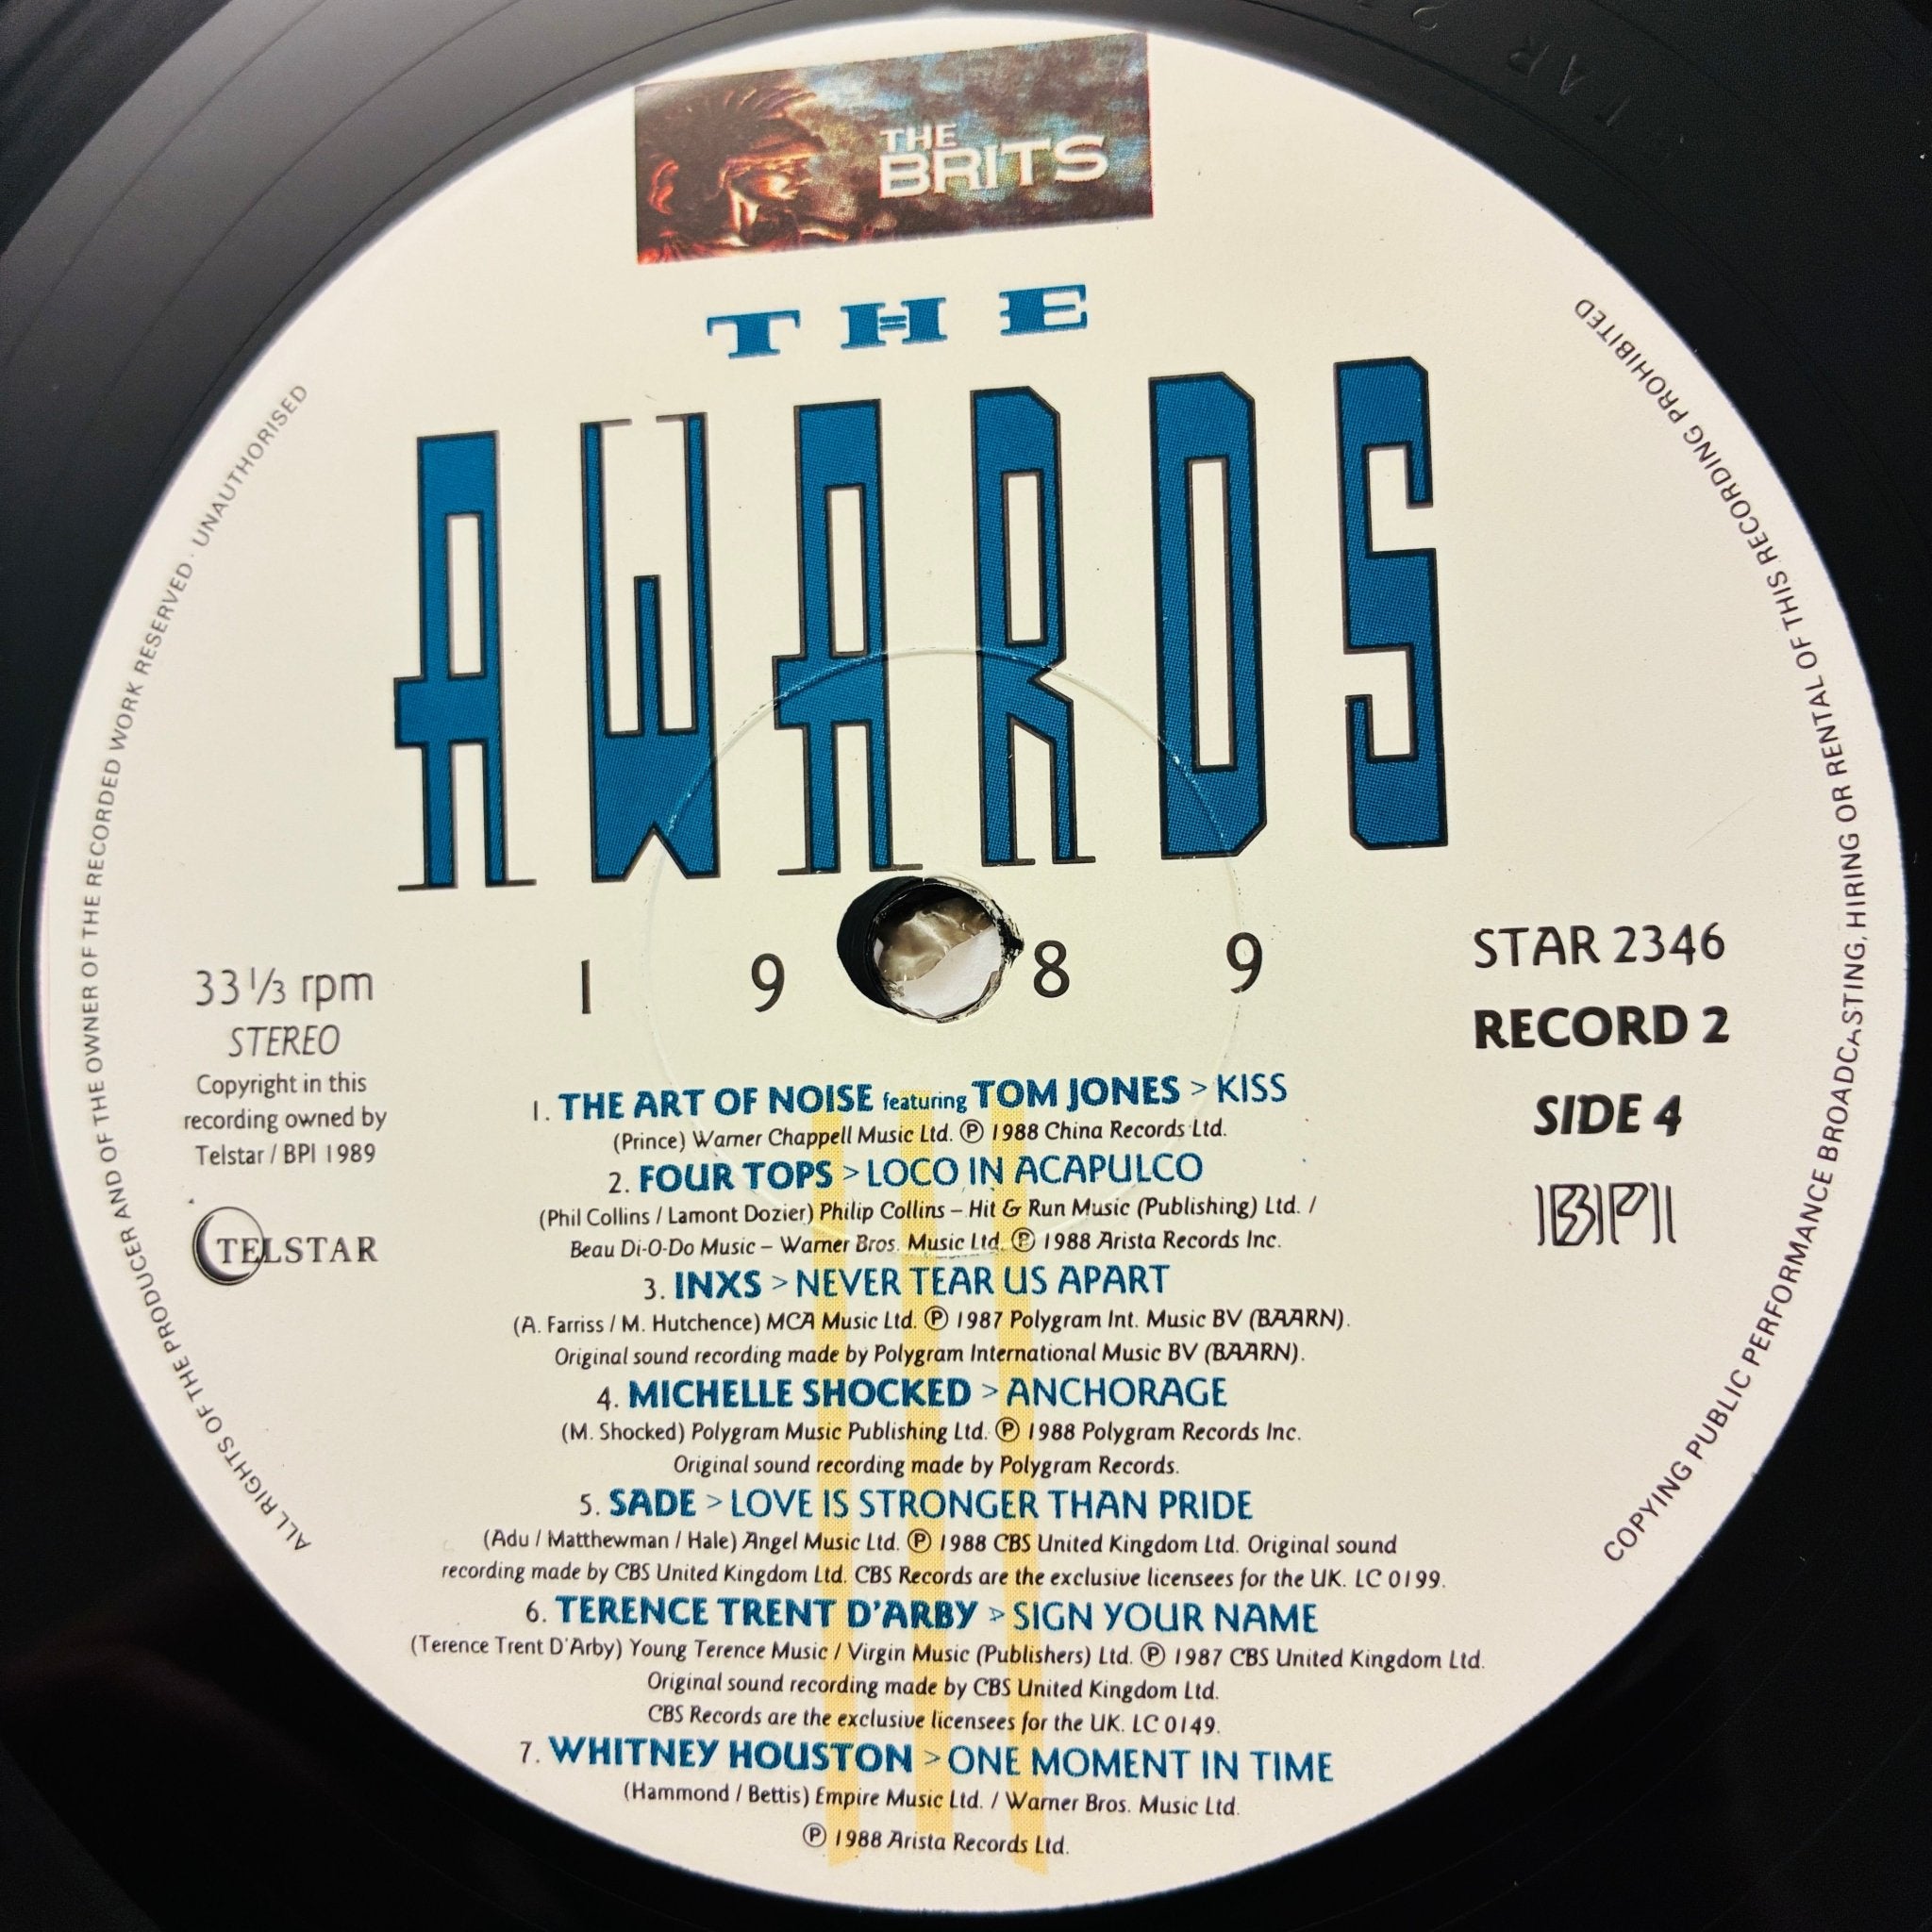 THE
BRITS
THE
AWARDS
1989
33 1/3 rpm
STEREO
Copyright in this
recording owned by
Telstar / BPI 1989
TELSTAR
STAR 2346
RECORD 2
SIDE 4
BPI
1. THE ART OF NOISE featuring TOM JONES > KISS
(Prince) Warner Chappell Music Ltd. ℗ 1988 China Records Ltd.
2. FOUR TOPS > LOCO IN ACAPULCO
(Phil Collins / Lamont Dozier) Philip Collins – Hit & Run Music (Publishing) Ltd. /
Beau Di-O-Do Music – Warner Bros. Music Ltd. ℗ 1988 Arista Records Inc.
3. INXS > NEVER TEAR US APART
(A. Farriss / M. Hutchence) MCA Music Ltd. ℗ 1987 Polygram Int. Music BV (BAARN).
Original sound recording made by Polygram International Music BV (BAARN).
4. MICHELLE SHOCKED > ANCHORAGE
(M. Shocked) Polygram Music Publishing Ltd. ℗ 1988 Polygram Records Inc.
Original sound recording made by Polygram Records.
5. SADE > LOVE IS STRONGER THAN PRIDE
(Adu / Matthewman / Hale) Angel Music Ltd. ℗ 1988 CBS United Kingdom Ltd. Original sound
recording made by CBS United Kingdom Ltd. CBS Records are the exclusive licensees for the UK. LC 0199.
6. TERENCE TRENT D'ARBY > SIGN YOUR NAME
(Terence Trent D'Arby) Young Terence Music / Virgin Music (Publishers) Ltd. ℗ 1987 CBS United Kingdom Ltd.
Original sound recording made by CBS United Kingdom Ltd.
CBS Records are the exclusive licensees for the UK. LC 0149.
7. WHITNEY HOUSTON > ONE MOMENT IN TIME
(Hammond / Bettis) Empire Music Ltd. / Warner Bros. Music Ltd.
℗ 1988 Arista Records Ltd.
ALL RIGHTS OF THE PRODUCER AND OF THE OWNER OF THE RECORDED WORK RESERVED · UNAUTHORISED
COPYING PUBLIC PERFORMANCE BROADCASTING, HIRING OR RENTAL OF THIS RECORDING PROHIBITED